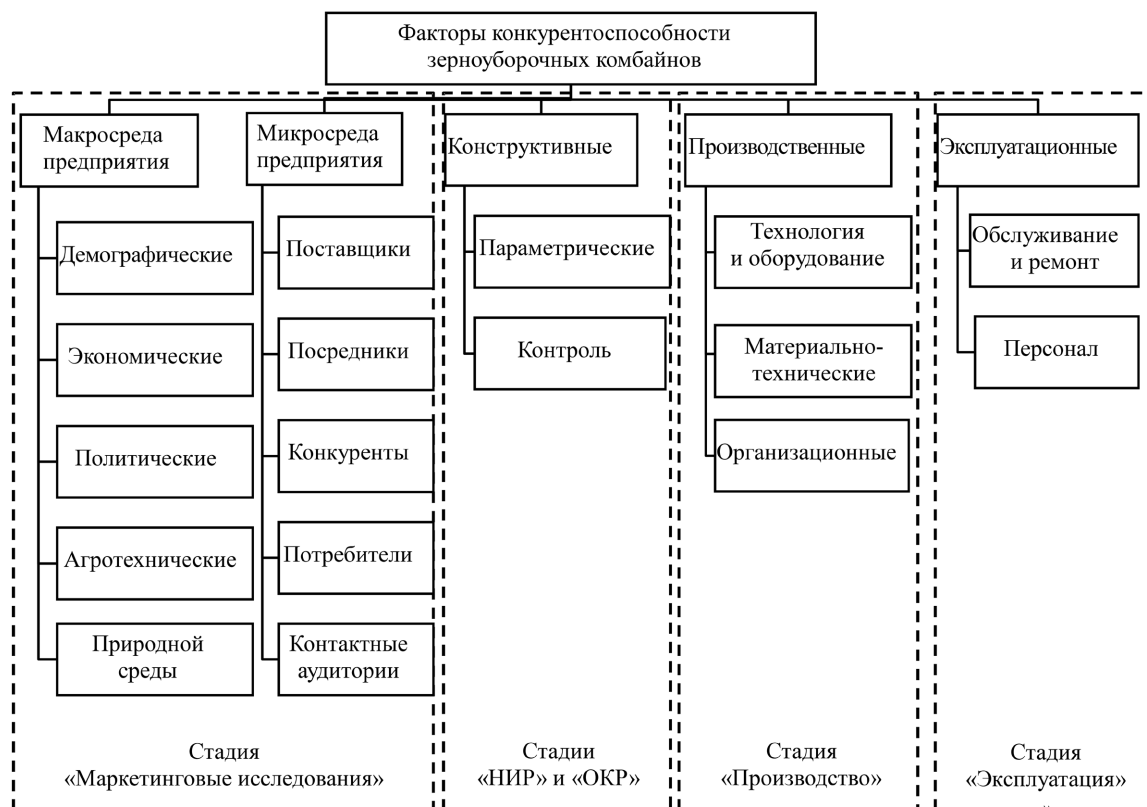 Факторы конкурентоспособности
зерноуборочных комбайнов
Макросреда
предприятия
Микросреда
предприятия
Конструктивные
Производственные
Эксплуатационные
Демографические
Экономические
Политические
Агротехнические
Природной
среды
Поставщики
Посредники
Конкуренты
Потребители
Контактные
аудитории
Параметрические
Контроль
Технология
и оборудование
Материально-
технические
Организационные
Обслуживание
и ремонт
Персонал
Стадия
«Маркетинговые исследования»
Стадии
«НИР» и «ОКР»
Стадия
«Производство»
Стадия
«Эксплуатация»